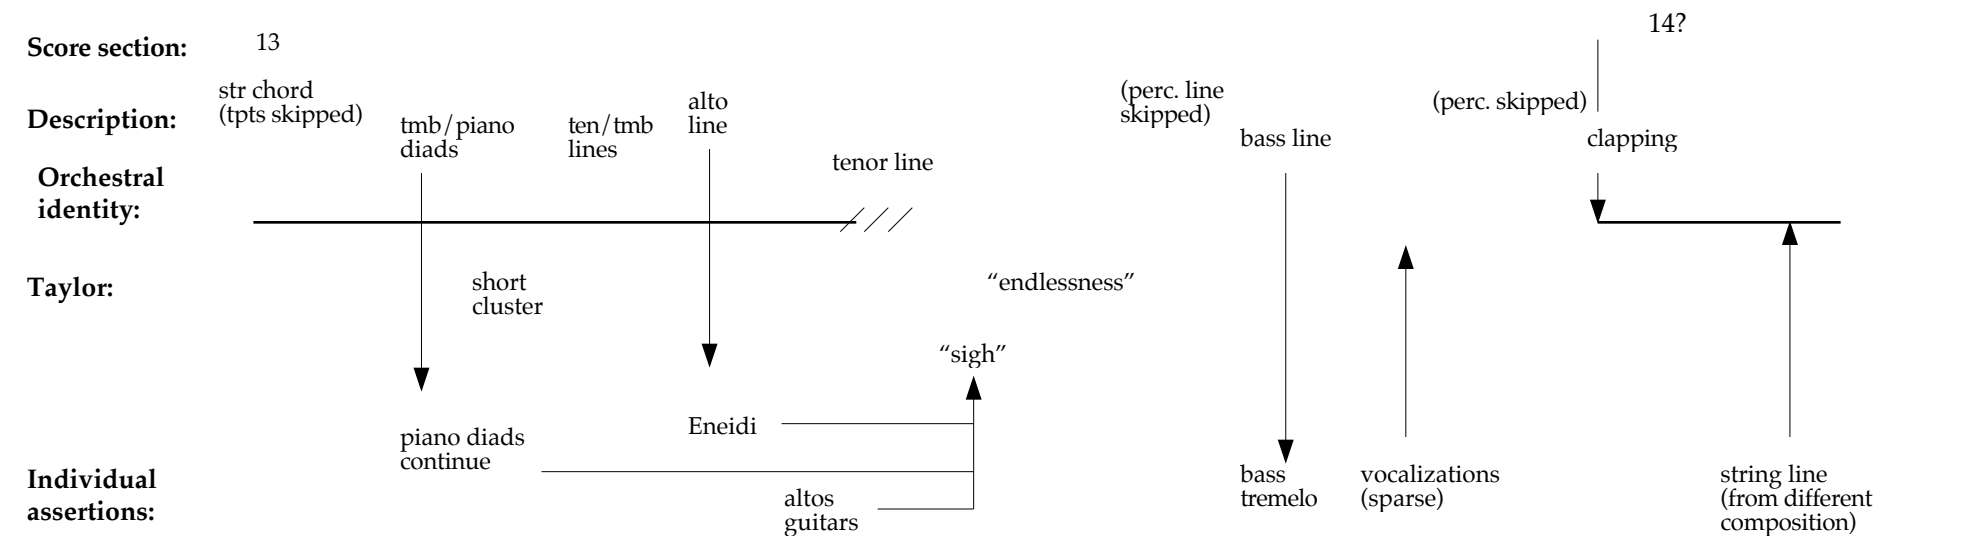 14?
Score section:
13
str chord
(tpts skipped)
Description:
tmb/piano
diads
ten/tmb
lines
alto
line
tenor line
(perc. line
skipped)
bass line
(perc. skipped)
clapping
Orchestral
identity:
Taylor:
short
cluster
“endlessness”
“sigh”
Eneidi
piano diads
continue
Individual
assertions:
altos
guitars
bass
tremelo
vocalizations
(sparse)
string line
(from different
composition)